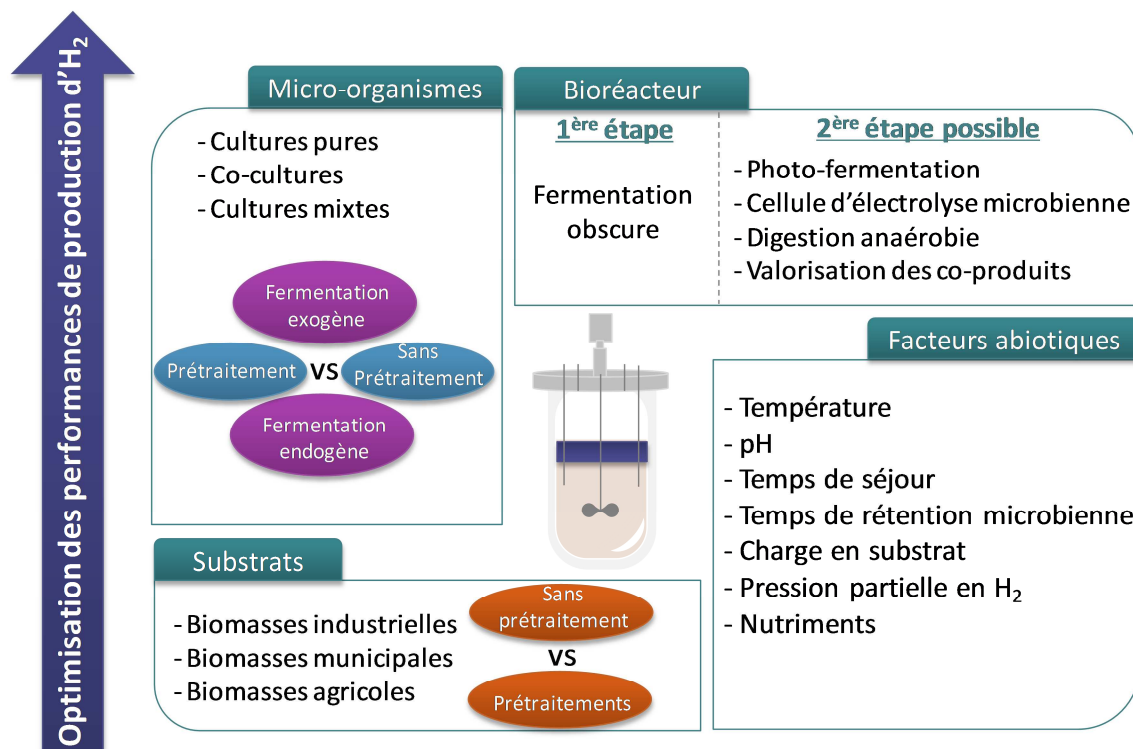 Optimisation des performances de production d'H₂
Micro-organismes
- Cultures pures
- Co-cultures
- Cultures mixtes
Fermentation
exogène
Prétraitement
VS
Sans
Prétraitement
Fermentation
endogène
Bioréacteur
1ère étape
Fermentation
obscure
2ère étape possible
- Photo-fermentation
- Cellule d'électrolyse microbienne
- Digestion anaérobie
- Valorisation des co-produits
Facteurs abiotiques
- Température
- pH
- Temps de séjour
- Temps de rétention microbienne
- Charge en substrat
- Pression partielle en H₂
- Nutriments
Substrats
- Biomasses industrielles
- Biomasses municipales
- Biomasses agricoles
Sans
prétraitement
VS
Prétraitements